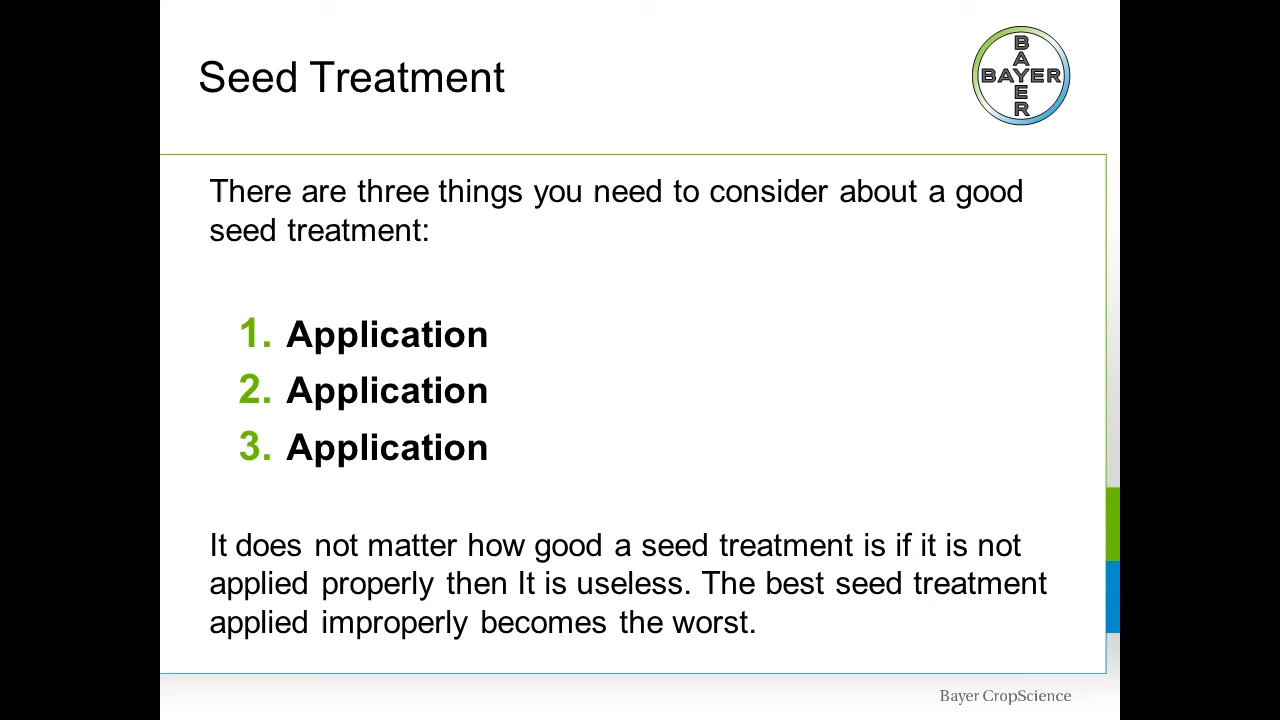 Seed Treatment
BAYER
BAYER
There are three things you need to consider about a good
seed treatment:
1. Application
2. Application
3. Application
It does not matter how good a seed treatment is if it is not
applied properly then It is useless. The best seed treatment
applied improperly becomes the worst.
Bayer CropScience